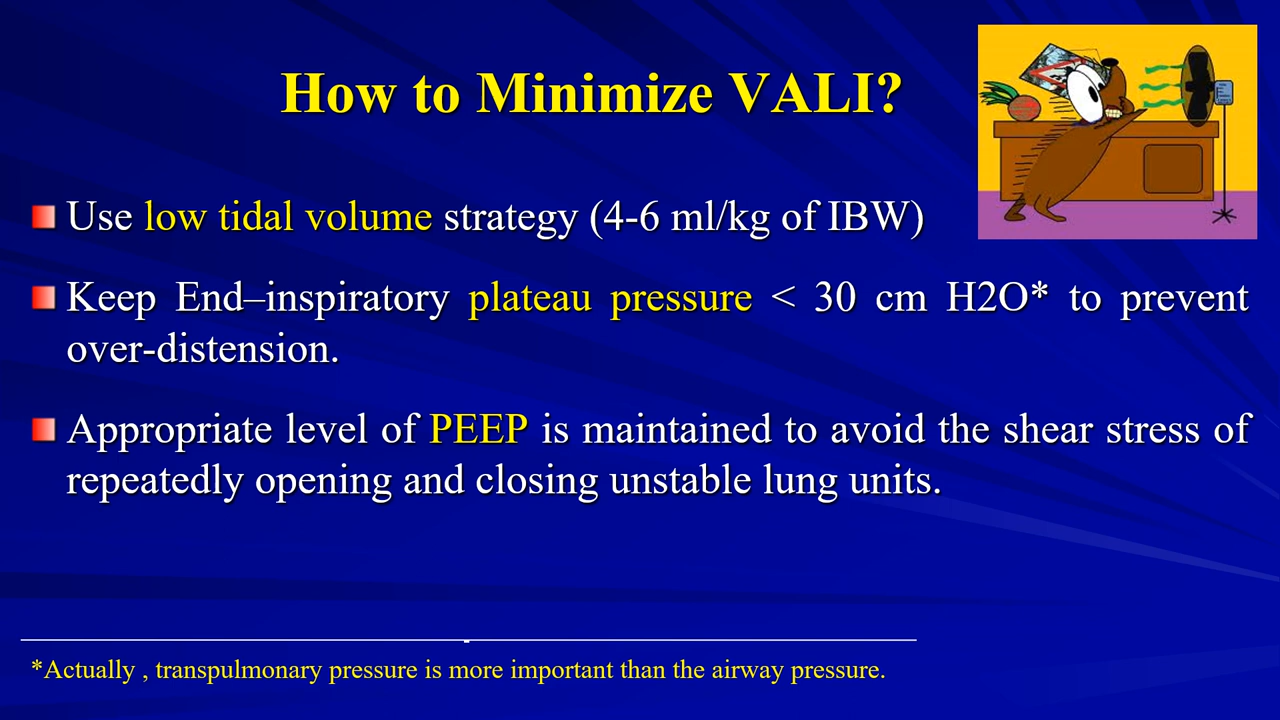 How to Minimize VALI?
Use low tidal volume strategy (4-6 ml/kg of IBW)
Keep End–inspiratory plateau pressure < 30 cm H2O* to prevent
over-distension.
Appropriate level of PEEP is maintained to avoid the shear stress of
repeatedly opening and closing unstable lung units.
*Actually , transpulmonary pressure is more important than the airway pressure.